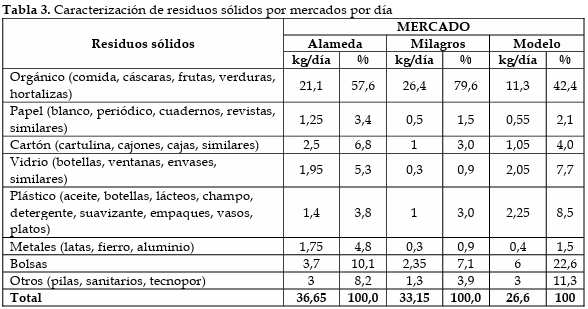 Tabla 3. Caracterización de residuos sólidos por mercados por día
MERCADO
Residuos sólidos Alameda Milagros Modelo
kg/día % kg/día % kg/día %
Orgánico (comida, cáscaras, frutas, verduras,
hortalizas) 21,1 57,6 26,4 79,6 11,3 42,4
Papel (blanco, periódico, cuadernos, revistas,
similares) 1,25 3,4 0,5 1,5 0,55 2,1
Cartón (cartulina, cajones, cajas, similares) 2,5 6,8 1 3,0 1,05 4,0
Vidrio (botellas, ventanas, envases,
similares) 1,95 5,3 0,3 0,9 2,05 7,7
Plástico (aceite, botellas, lácteos, champo,
detergente, suavizante, empaques, vasos,
platos) 1,4 3,8 1 3,0 2,25 8,5
Metales (latas, fierro, aluminio) 1,75 4,8 0,3 0,9 0,4 1,5
Bolsas 3,7 10,1 2,35 7,1 6 22,6
Otros (pilas, sanitarios, tecnopor) 3 8,2 1,3 3,9 3 11,3
Total 36,65 100,0 33,15 100,0 26,6 100